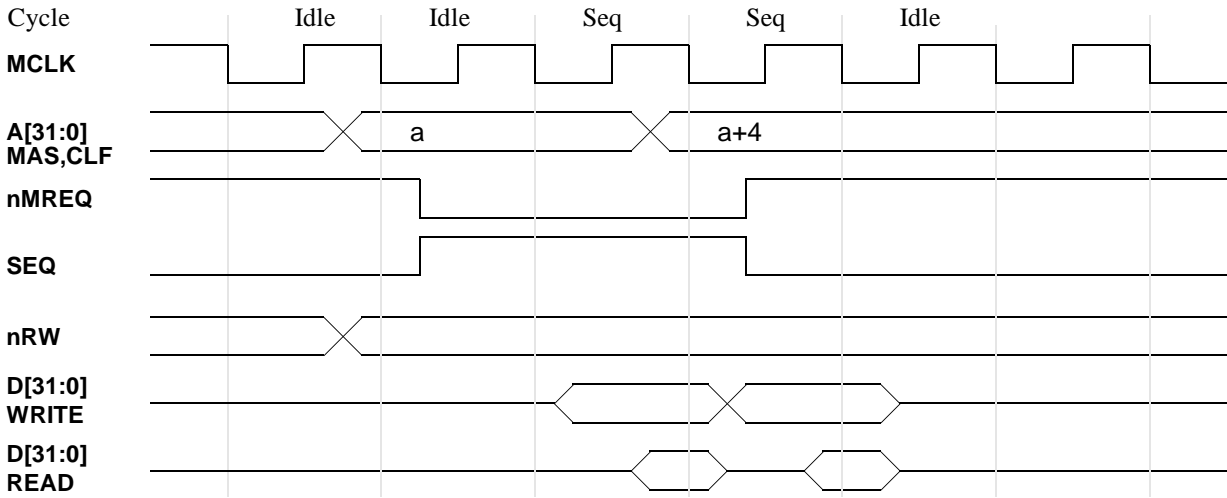 Cycle Idle Idle Seq Seq Idle
MCLK
A[31:0] a a+4
MAS,CLF
nMREQ
SEQ
nRW
D[31:0]
WRITE
D[31:0]
READ